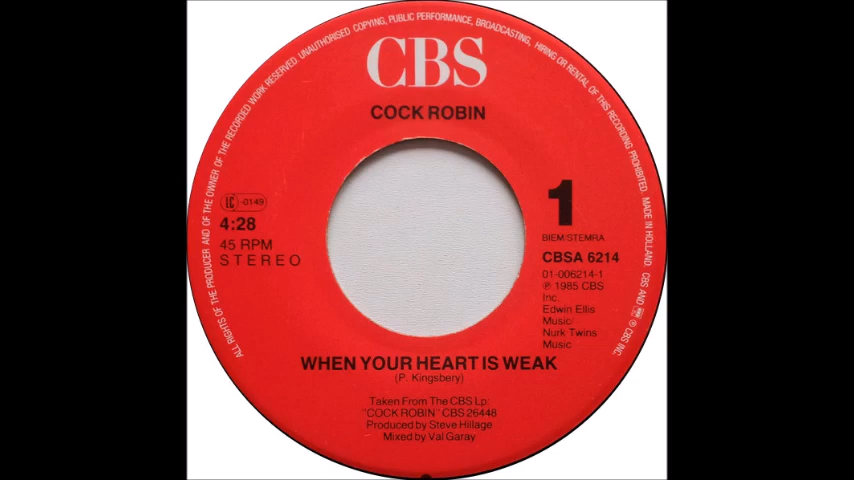 ALL RIGHTS OF THE PRODUCER AND OF THE OWNER OF THE RECORDED WORK RESERVED. UNAUTHORISED COPYING, PUBLIC PERFORMANCE, BROADCASTING, HIRING OR RENTAL OF THIS RECORDING PROHIBITED. MADE IN HOLLAND. CBS AND ℗ © CBS INC.
CBS
COCK ROBIN
IC -0149
4:28
45 RPM
STEREO
1
BIEM/STEMRA
CBSA 6214
01-006214-1
℗ 1985 CBS
Inc.
Edwin Ellis
Music/
Nurk Twins
Music
WHEN YOUR HEART IS WEAK
(P. Kingsbery)
Taken From The CBS Lp:
"COCK ROBIN" CBS 26448
Produced by Steve Hillage
Mixed by Val Garay